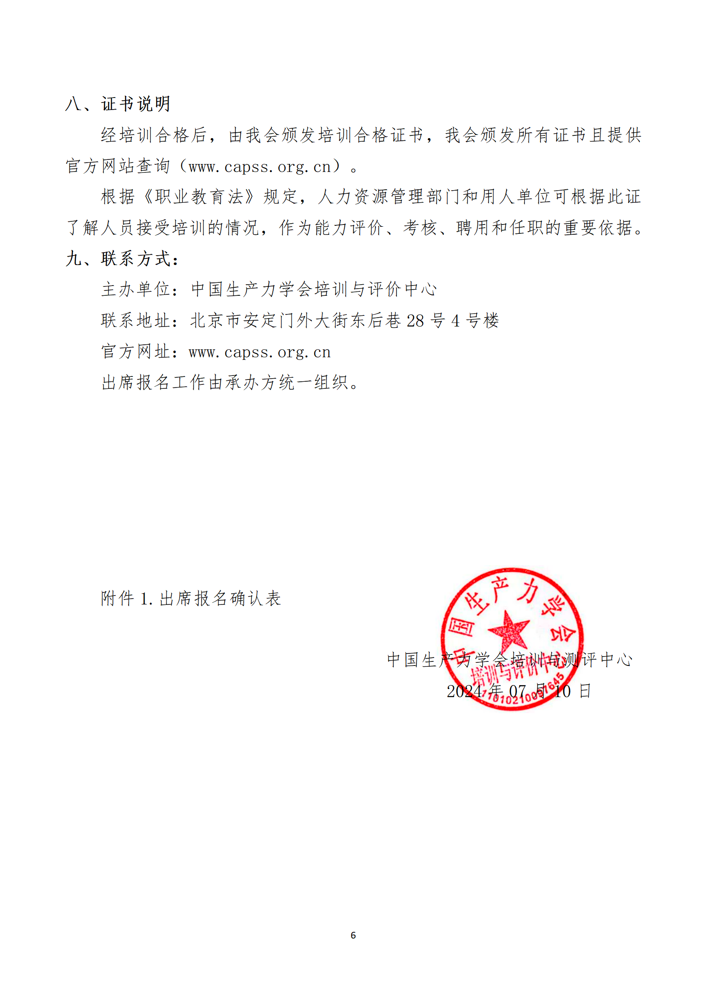 八、证书说明
经培训合格后，由我会颁发培训合格证书，我会颁发所有证书且提供
官方网站查询（www.capss.org.cn）。
根据《职业教育法》规定，人力资源管理部门和用人单位可根据此证
了解人员接受培训的情况，作为能力评价、考核、聘用和任职的重要依据。
九、联系方式：
主办单位：中国生产力学会培训与评价中心
联系地址：北京市安定门外大街东后巷 28 号 4 号楼
官方网址：www.capss.org.cn
出席报名工作由承办方统一组织。
附件 1.出席报名确认表
中国生产力学会
中国生产力学会培训与测评中心
培训与评价中心
2024 年 07 月 10 日
11010210097645
6